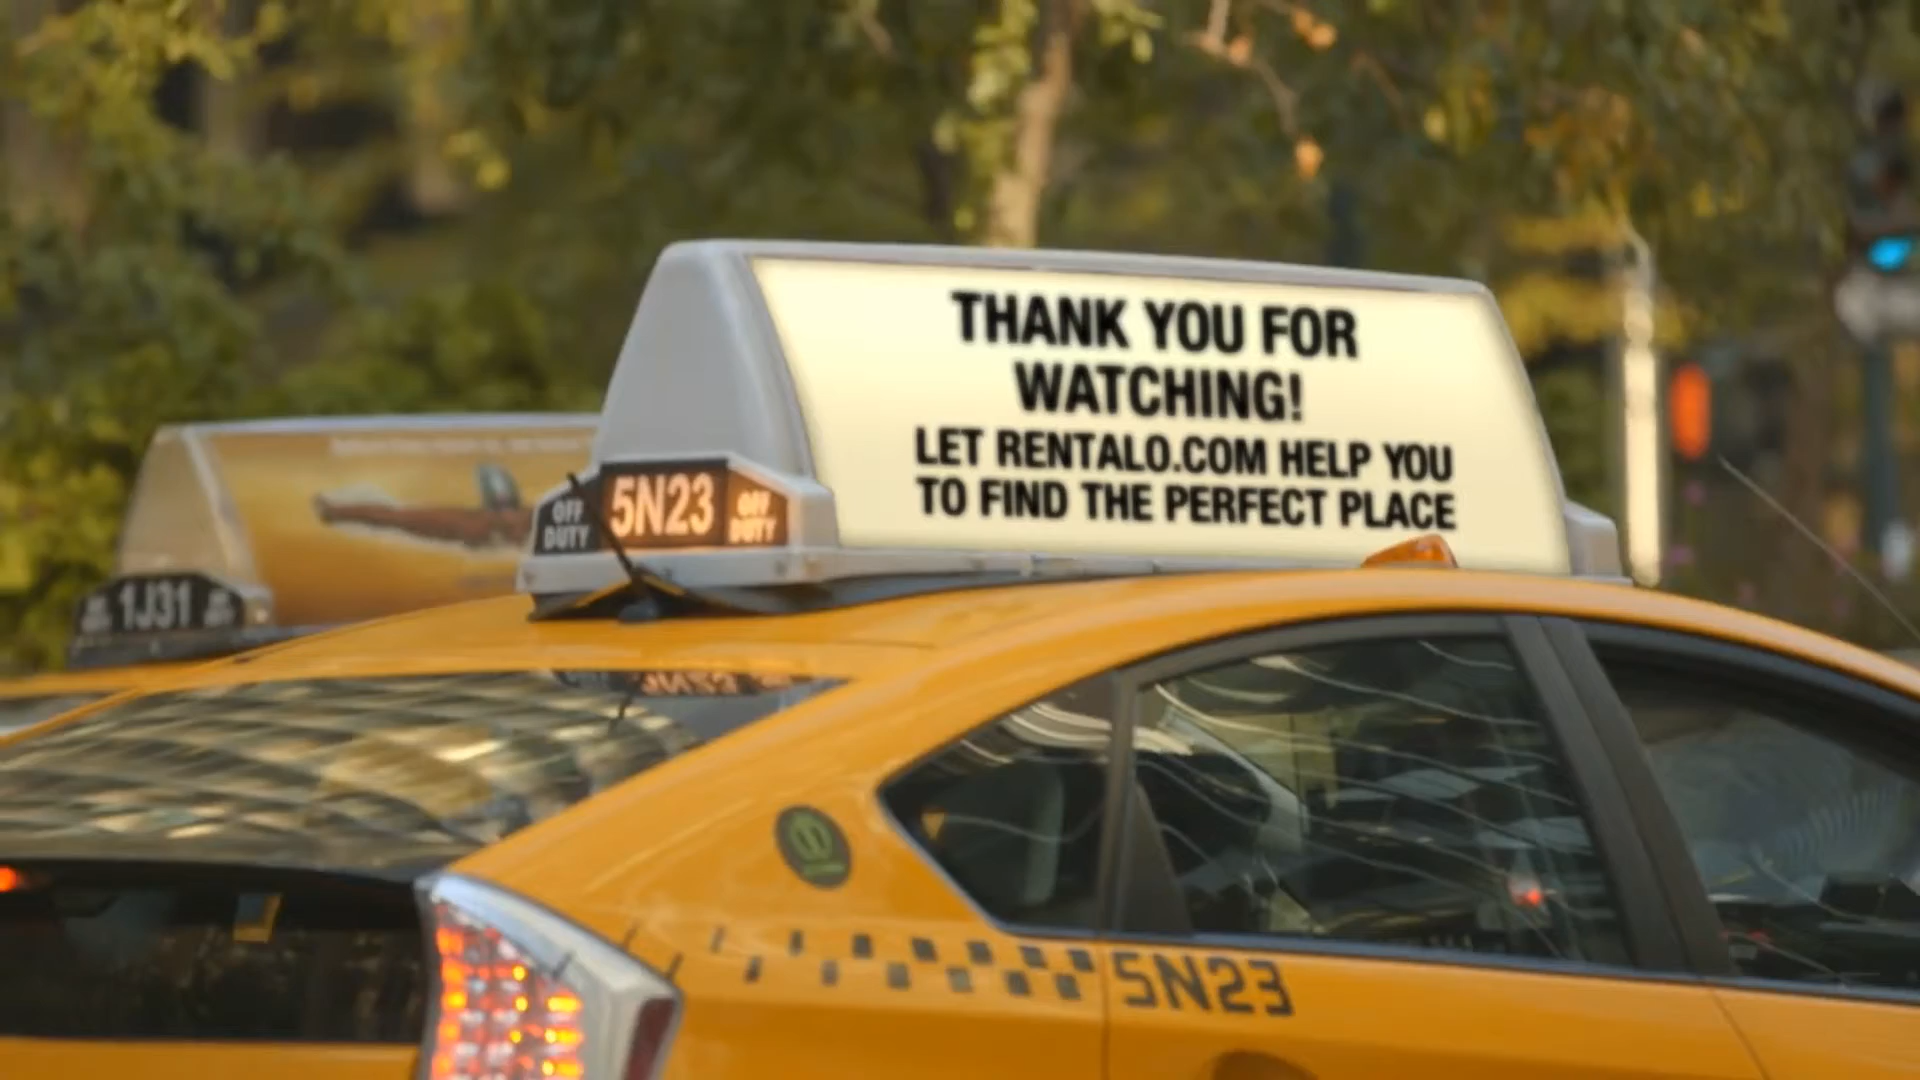 THANK YOU FOR
WATCHING!
LET RENTALO.COM HELP YOU
TO FIND THE PERFECT PLACE
OFF
DUTY
5N23
OFF
DUTY
1J31
5N23